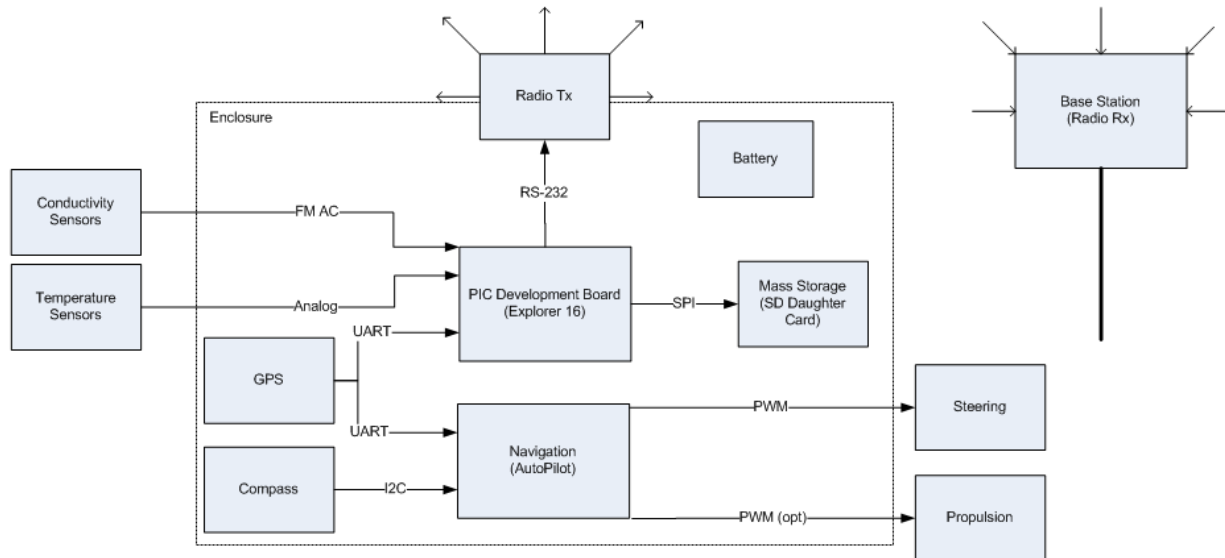 Radio Tx
Base Station
(Radio Rx)
Enclosure
Battery
RS-232
Conductivity
Sensors
FM AC
Temperature
Sensors
Analog
PIC Development Board
(Explorer 16)
SPI
Mass Storage
(SD Daughter
Card)
UART
GPS
UART
Navigation
(AutoPilot)
PWM
Steering
Compass
I2C
PWM (opt)
Propulsion